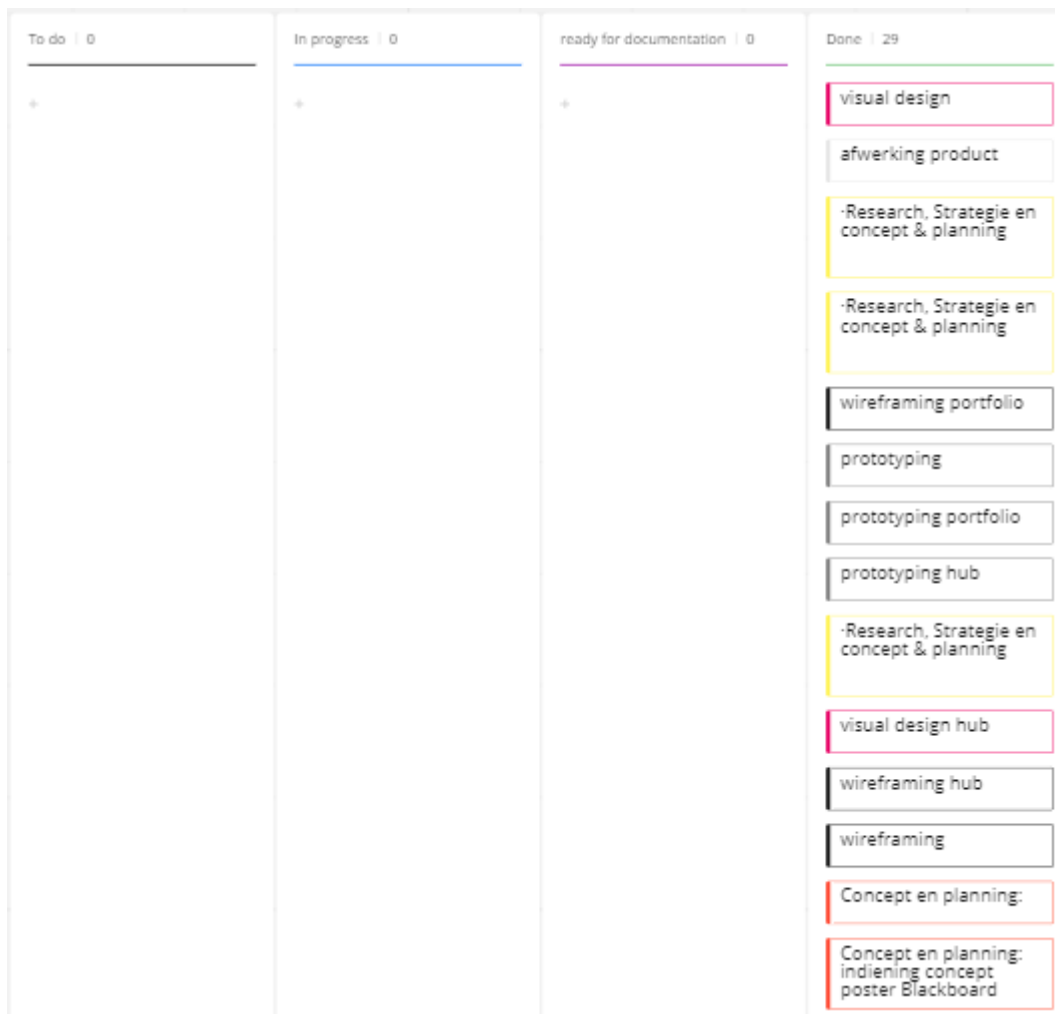 To do | 0
In progress | 0
ready for documentation | 0
Done | 29
+
+
+
visual design
afwerking product
·Research, Strategie en
concept & planning
·Research, Strategie en
concept & planning
wireframing portfolio
prototyping
prototyping portfolio
prototyping hub
·Research, Strategie en
concept & planning
visual design hub
wireframing hub
wireframing
Concept en planning:
Concept en planning:
indiening concept
poster Blackboard